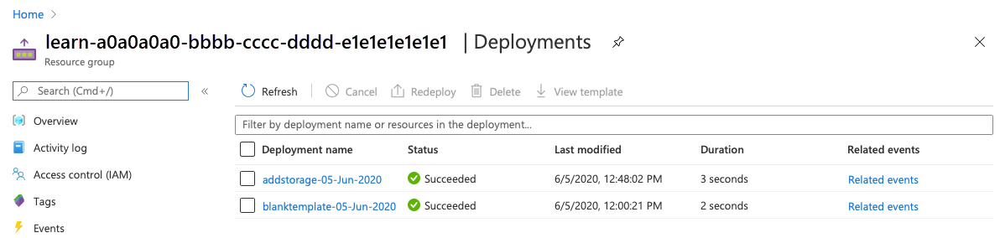 Home
learn-a0a0a0a0-bbbb-cccc-dddd-e1e1e1e1e1e1 | Deployments
Resource group
Search (Cmd+/) «
Refresh Cancel Redeploy Delete View template
Overview
Activity log
Access control (IAM)
Tags
Events
Filter by deployment name or resources in the deployment...
Deployment name Status Last modified Duration Related events
addstorage-05-Jun-2020 Succeeded 6/5/2020, 12:48:02 PM 3 seconds Related events
blanktemplate-05-Jun-2020 Succeeded 6/5/2020, 12:00:21 PM 2 seconds Related events